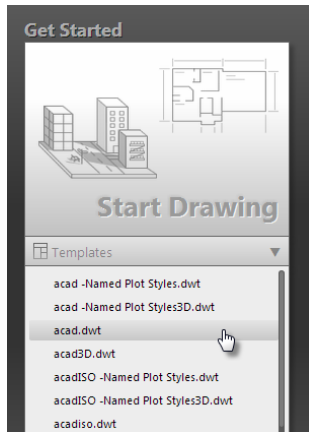 Get Started
Start Drawing
Templates
acad -Named Plot Styles.dwt
acad -Named Plot Styles3D.dwt
acad.dwt
acad3D.dwt
acadISO -Named Plot Styles.dwt
acadISO -Named Plot Styles3D.dwt
acadiso.dwt